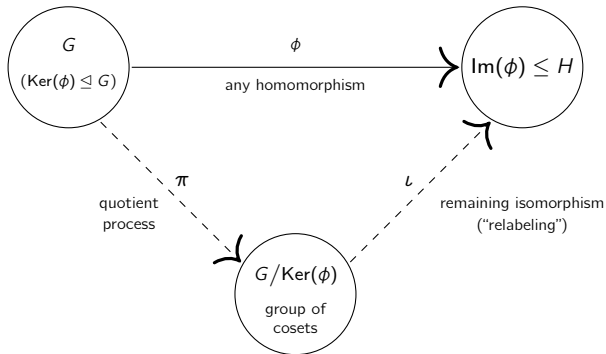 G
(Ker(ϕ) ⊴ G)
ϕ
any homomorphism
Im(ϕ) ≤ H
π
quotient
process
ι
remaining isomorphism
(“relabeling”)
G/Ker(ϕ)
group of
cosets